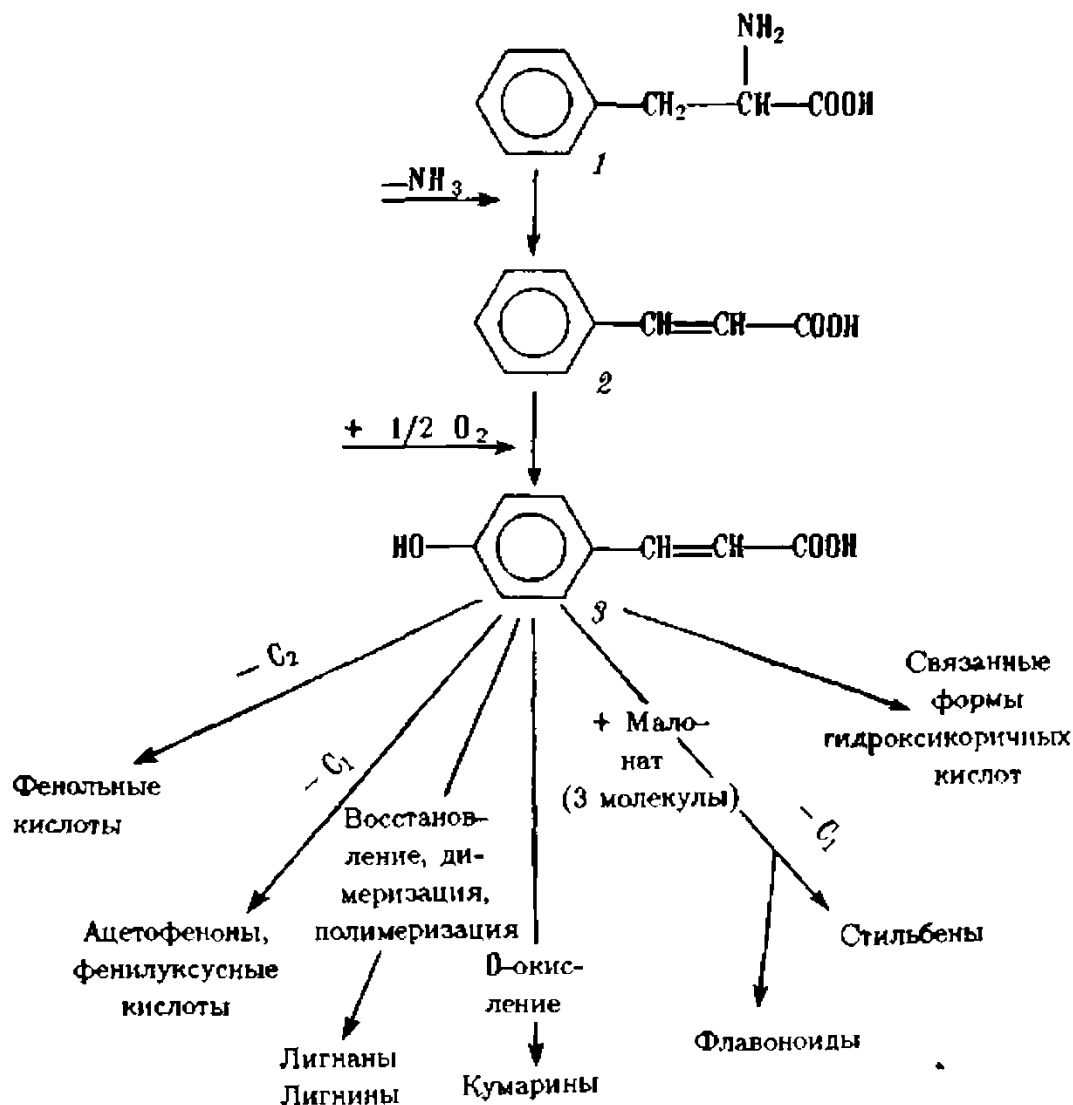 NH₂
CH₂—CH—COOH
1
—NH₃
CH=CH—COOH
2
+ 1/2 O₂
HO
CH=CH—COOH
3
— C₂
Фенольные
кислоты
— C₁
Ацетофеноны,
фенилуксусные
кислоты
Восстанов-
ление, ди-
меризация,
полимеризация
Лигнаны
Лигнины
О-окис-
ление
Кумарины
+ Мало-
нат
(3 молекулы)
— C₁
Флавоноиды
Стильбены
Связанные
формы
гидроксикоричных
кислот